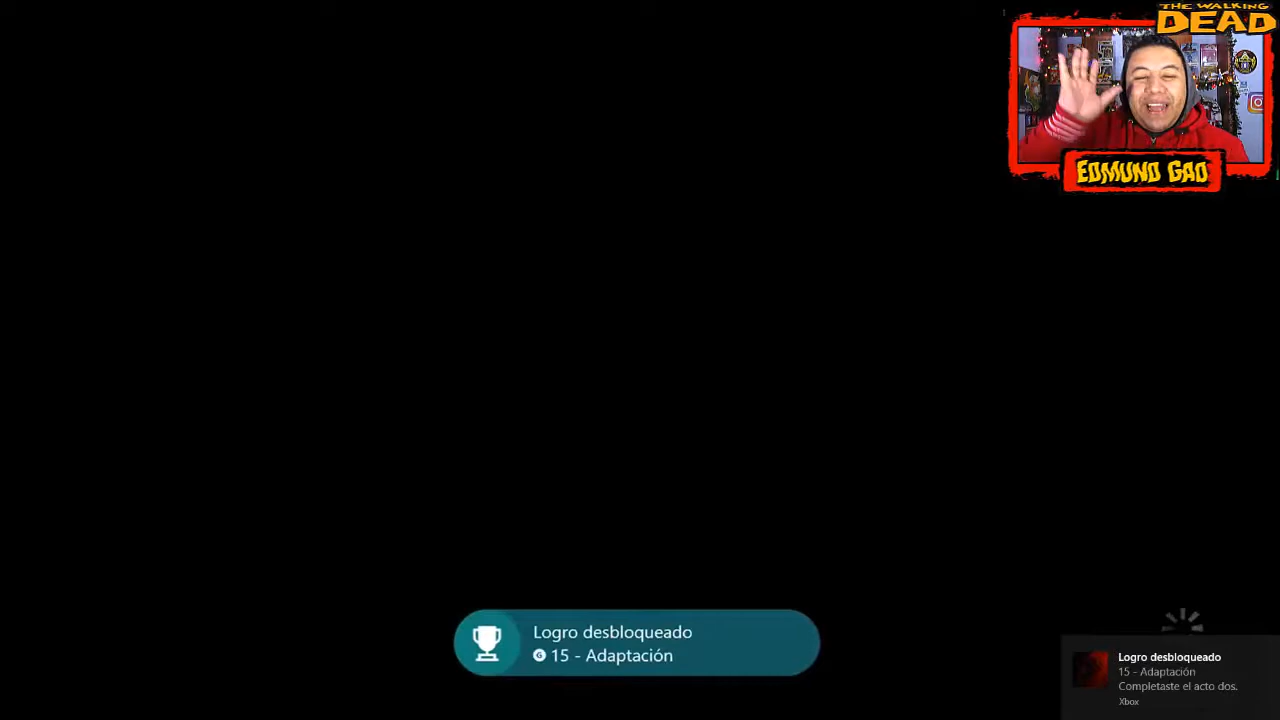 THE WALKING
DEAD
EDMUND GAO
Logro desbloqueado
G 15 - Adaptación
Logro desbloqueado
15 - Adaptación
Completaste el acto dos.
Xbox